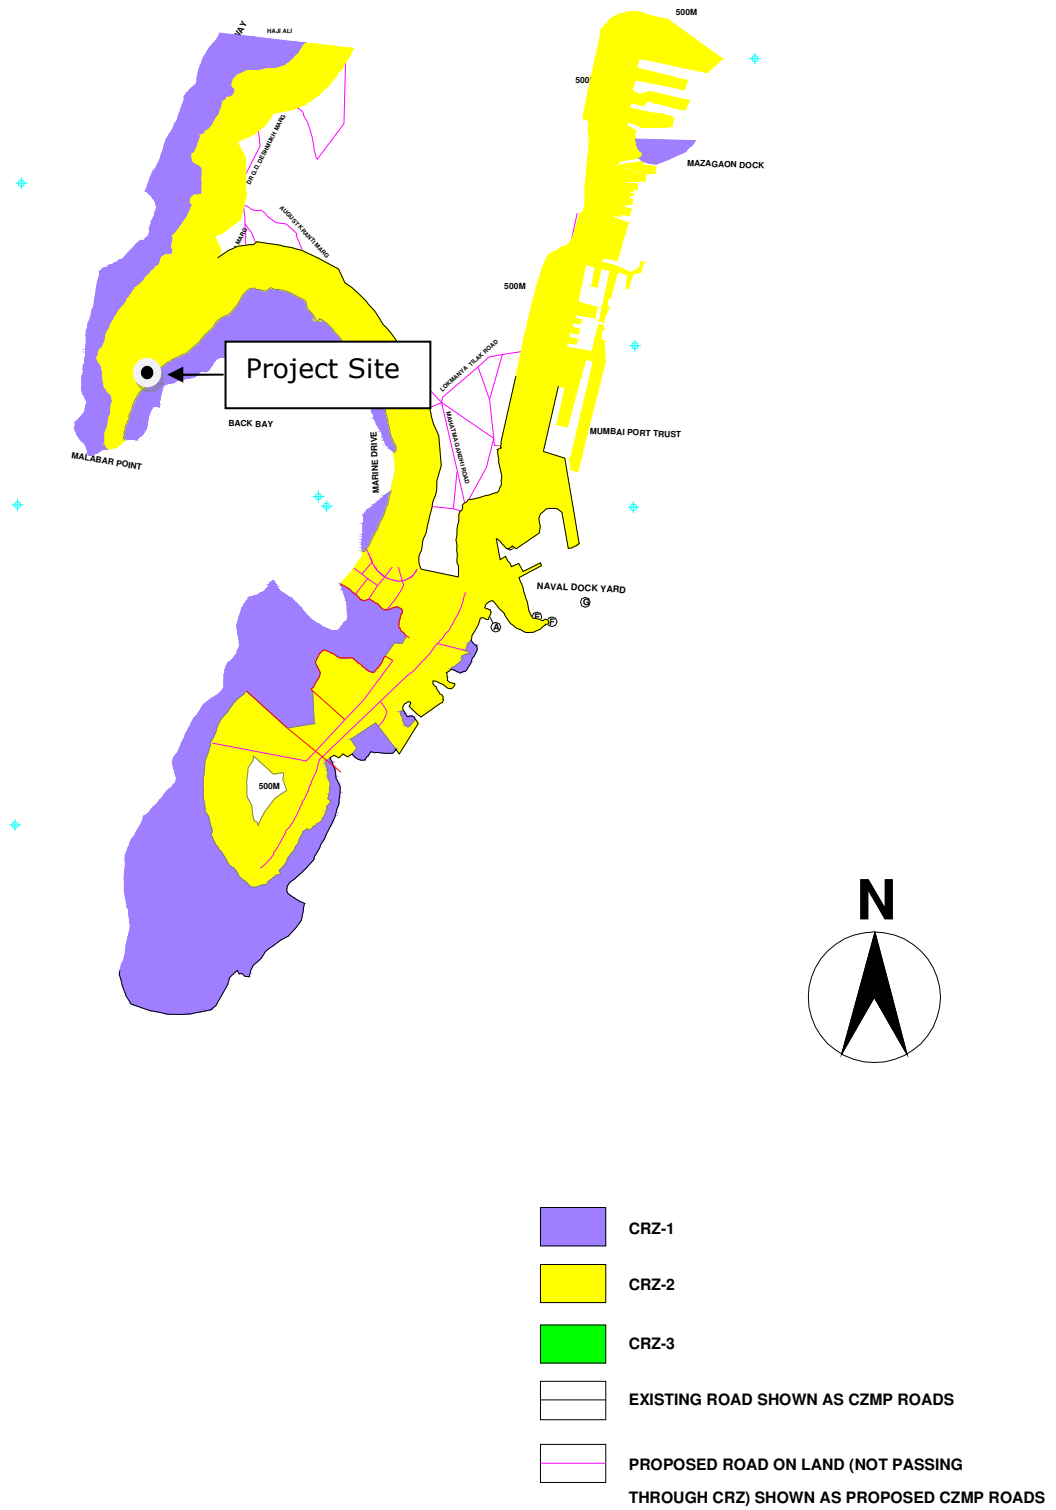 500M
WAY
HAJI ALI
500
DR G.D. DESHMUKH MARG
MAZAGAON DOCK
AUGUST KRANTI MARG
MARG
500M
LOKMANYA TILAK ROAD
Project Site
BACK BAY
MAHATMA GANDHI ROAD
MUMBAI PORT TRUST
MALABAR POINT
MARINE DRIVE
NAVAL DOCK YARD
G
E
F
A
500M
N
CRZ-1
CRZ-2
CRZ-3
EXISTING ROAD SHOWN AS CZMP ROADS
PROPOSED ROAD ON LAND (NOT PASSING
THROUGH CRZ) SHOWN AS PROPOSED CZMP ROADS